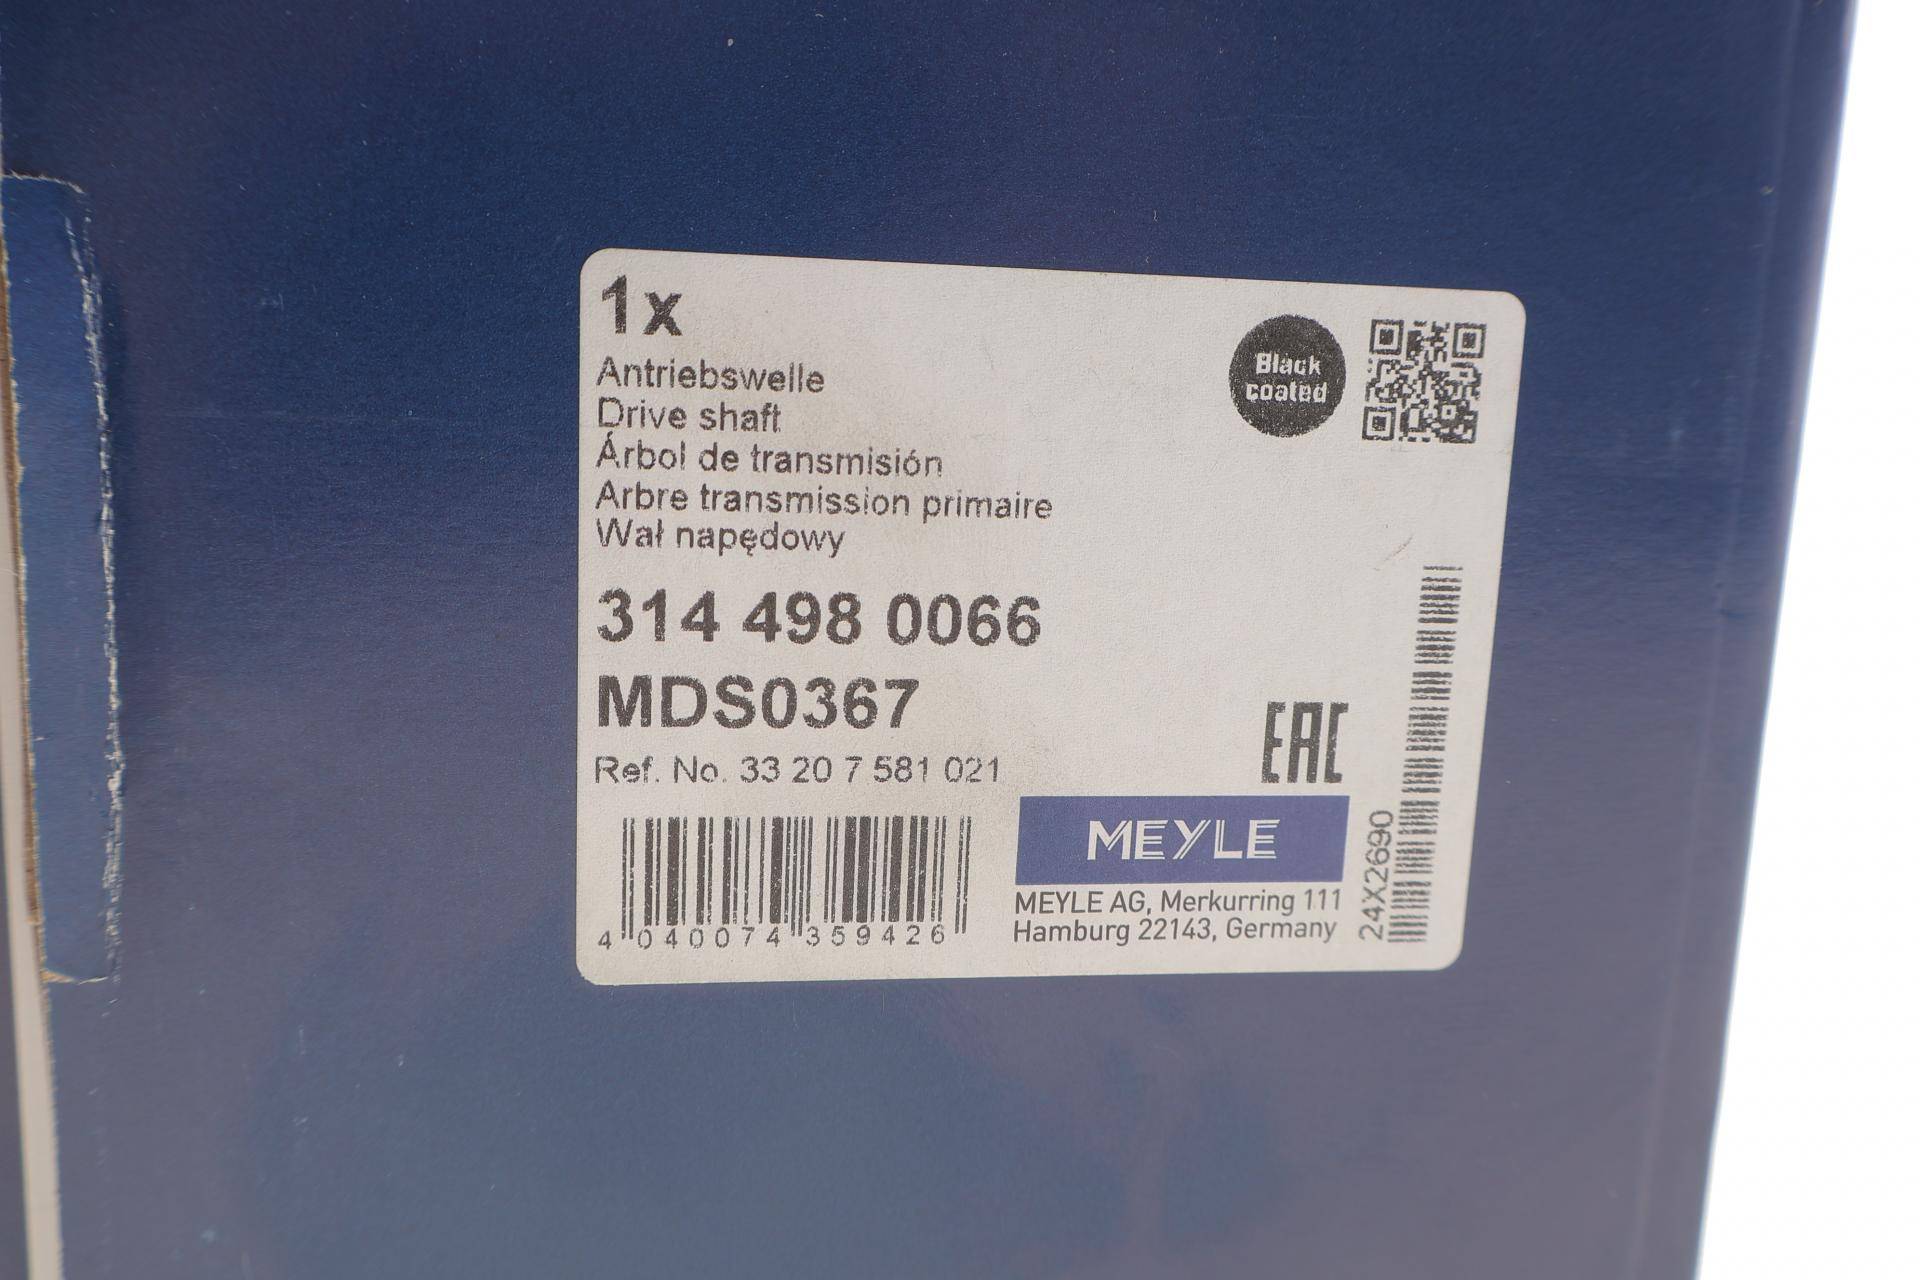 1x
Black
coated
Antriebswelle
Drive shaft
Árbol de transmisión
Arbre transmission primaire
Wał napędowy
314 498 0066
MDS0367
Ref. No. 33 20 7 581 021
EAC
MEYLE
MEYLE AG, Merkurring 111
Hamburg 22143, Germany
4 040074 359426
24X2690